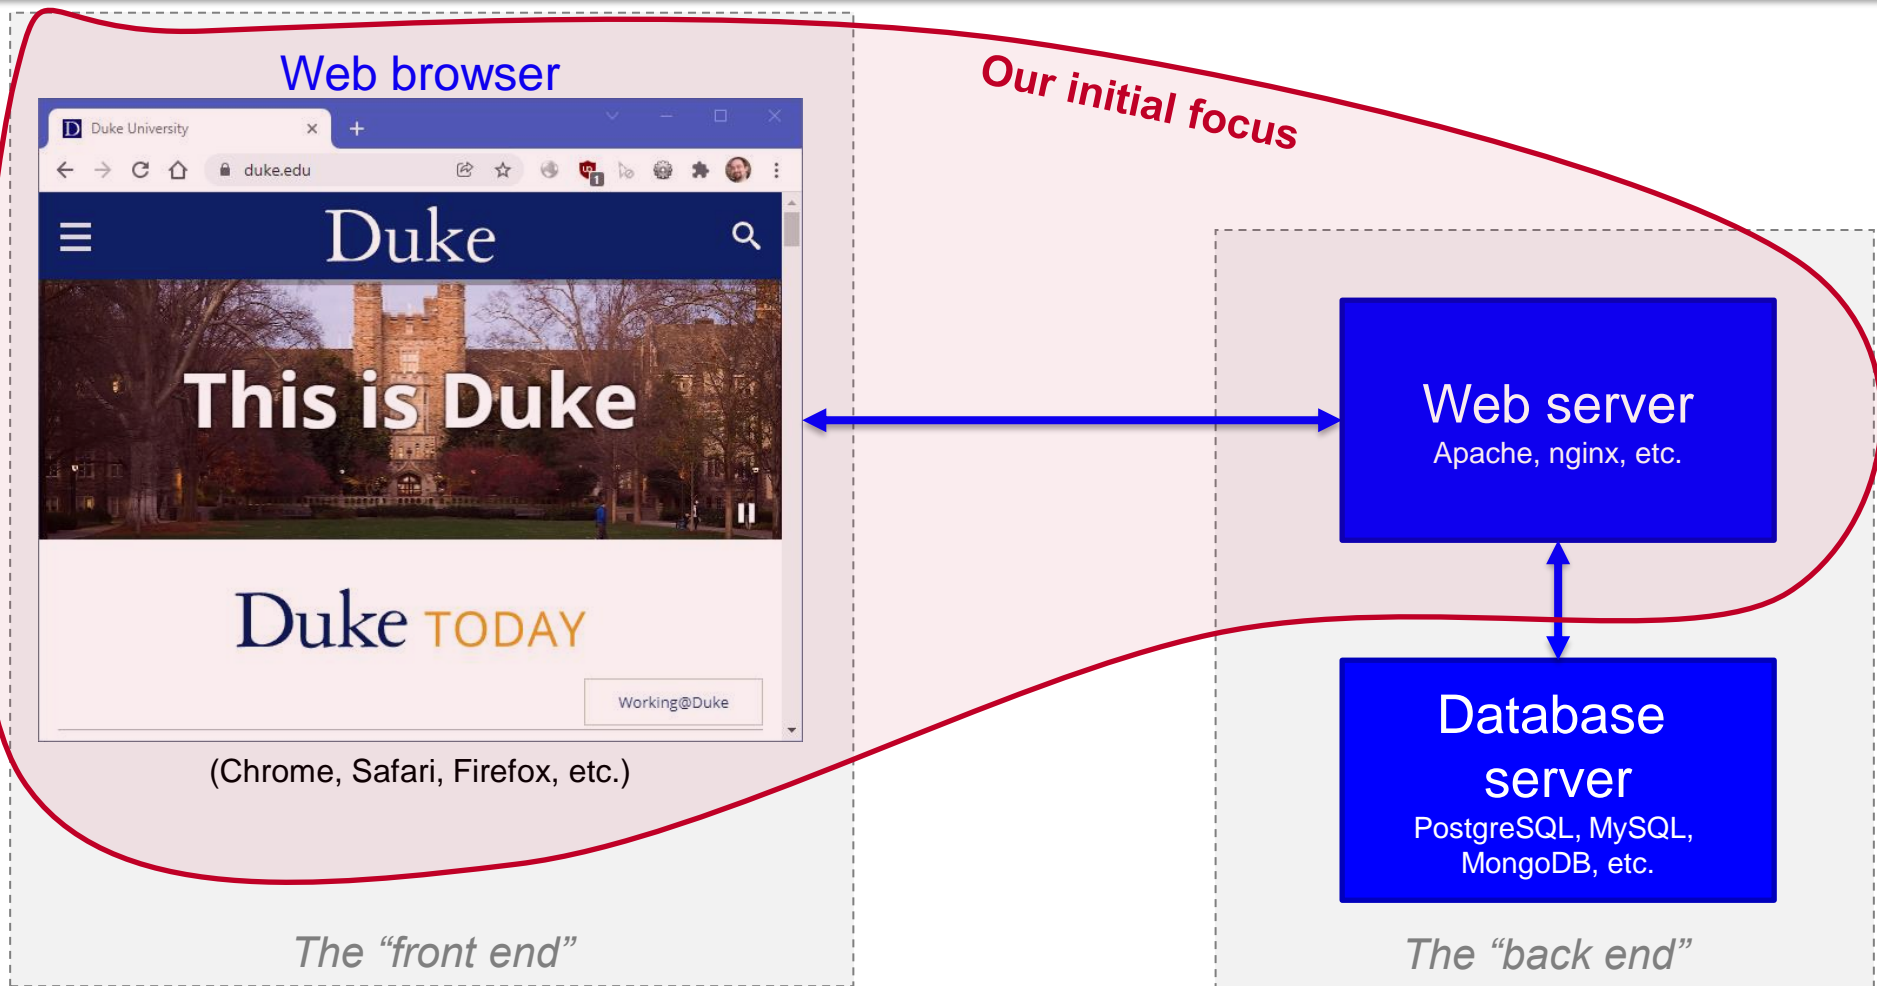 Web browser
Our initial focus
Duke University
duke.edu
1
Duke
This is Duke
Duke TODAY
Working@Duke
(Chrome, Safari, Firefox, etc.)
The “front end”
Web server
Apache, nginx, etc.
Database
server
PostgreSQL, MySQL,
MongoDB, etc.
The “back end”